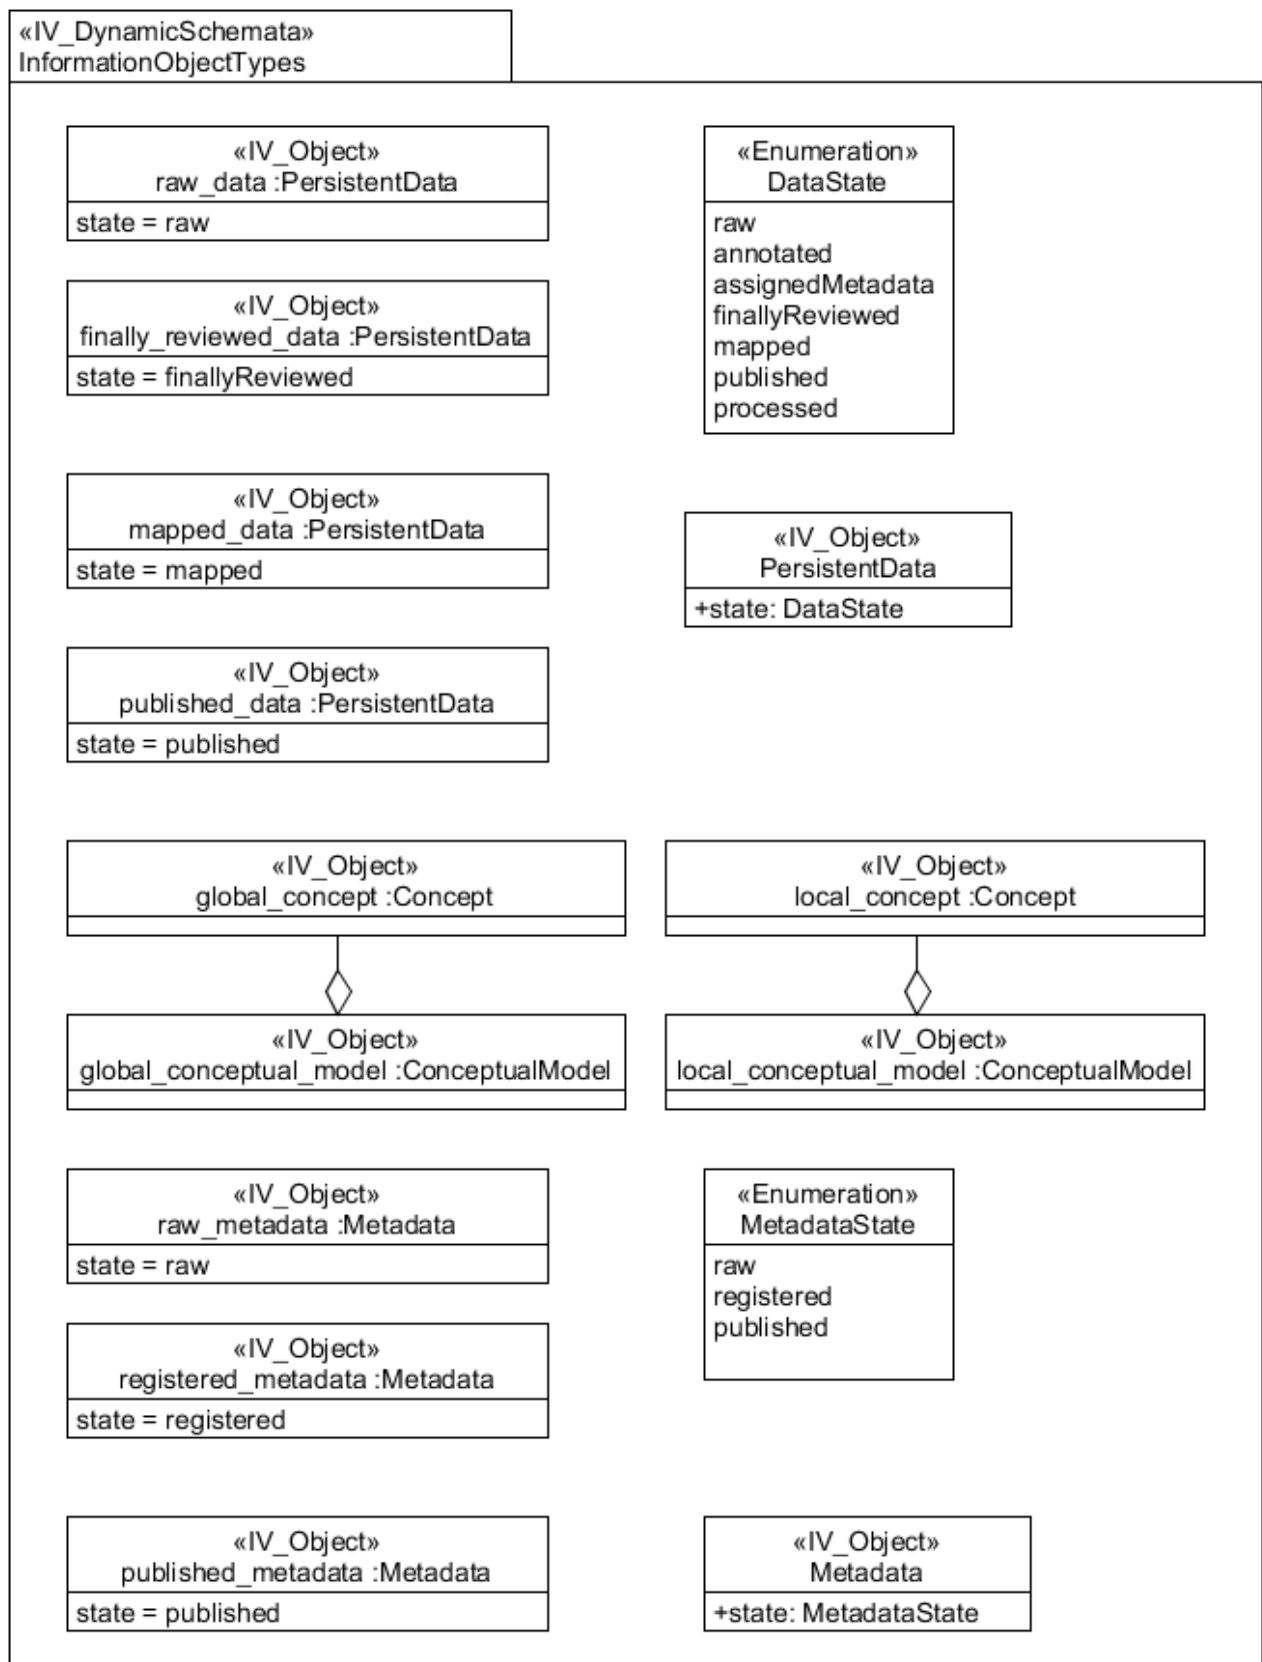 «IV_DynamicSchemata»
InformationObjectTypes
«IV_Object»
raw_data :PersistentData
state = raw
«Enumeration»
DataState
raw
annotated
assignedMetadata
finallyReviewed
mapped
published
processed
«IV_Object»
finally_reviewed_data :PersistentData
state = finallyReviewed
«IV_Object»
mapped_data :PersistentData
state = mapped
«IV_Object»
PersistentData
+state: DataState
«IV_Object»
published_data :PersistentData
state = published
«IV_Object»
global_concept :Concept
«IV_Object»
local_concept :Concept
«IV_Object»
global_conceptual_model :ConceptualModel
«IV_Object»
local_conceptual_model :ConceptualModel
«IV_Object»
raw_metadata :Metadata
state = raw
«Enumeration»
MetadataState
raw
registered
published
«IV_Object»
registered_metadata :Metadata
state = registered
«IV_Object»
published_metadata :Metadata
state = published
«IV_Object»
Metadata
+state: MetadataState